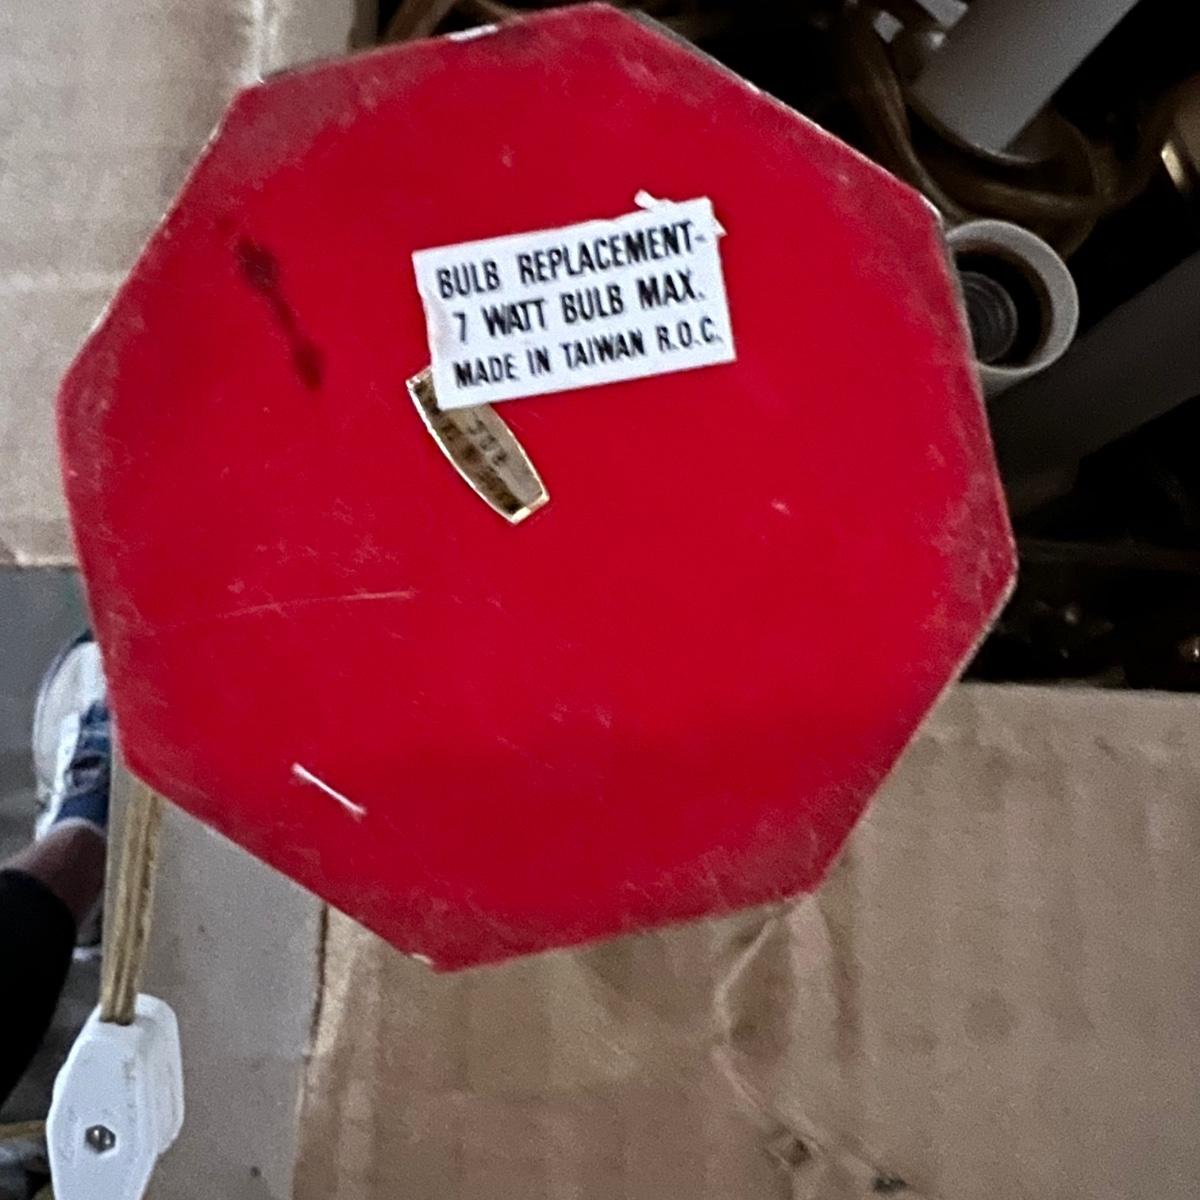 BULB REPLACEMENT-
7 WATT BULB MAX.
MADE IN TAIWAN R.O.C.